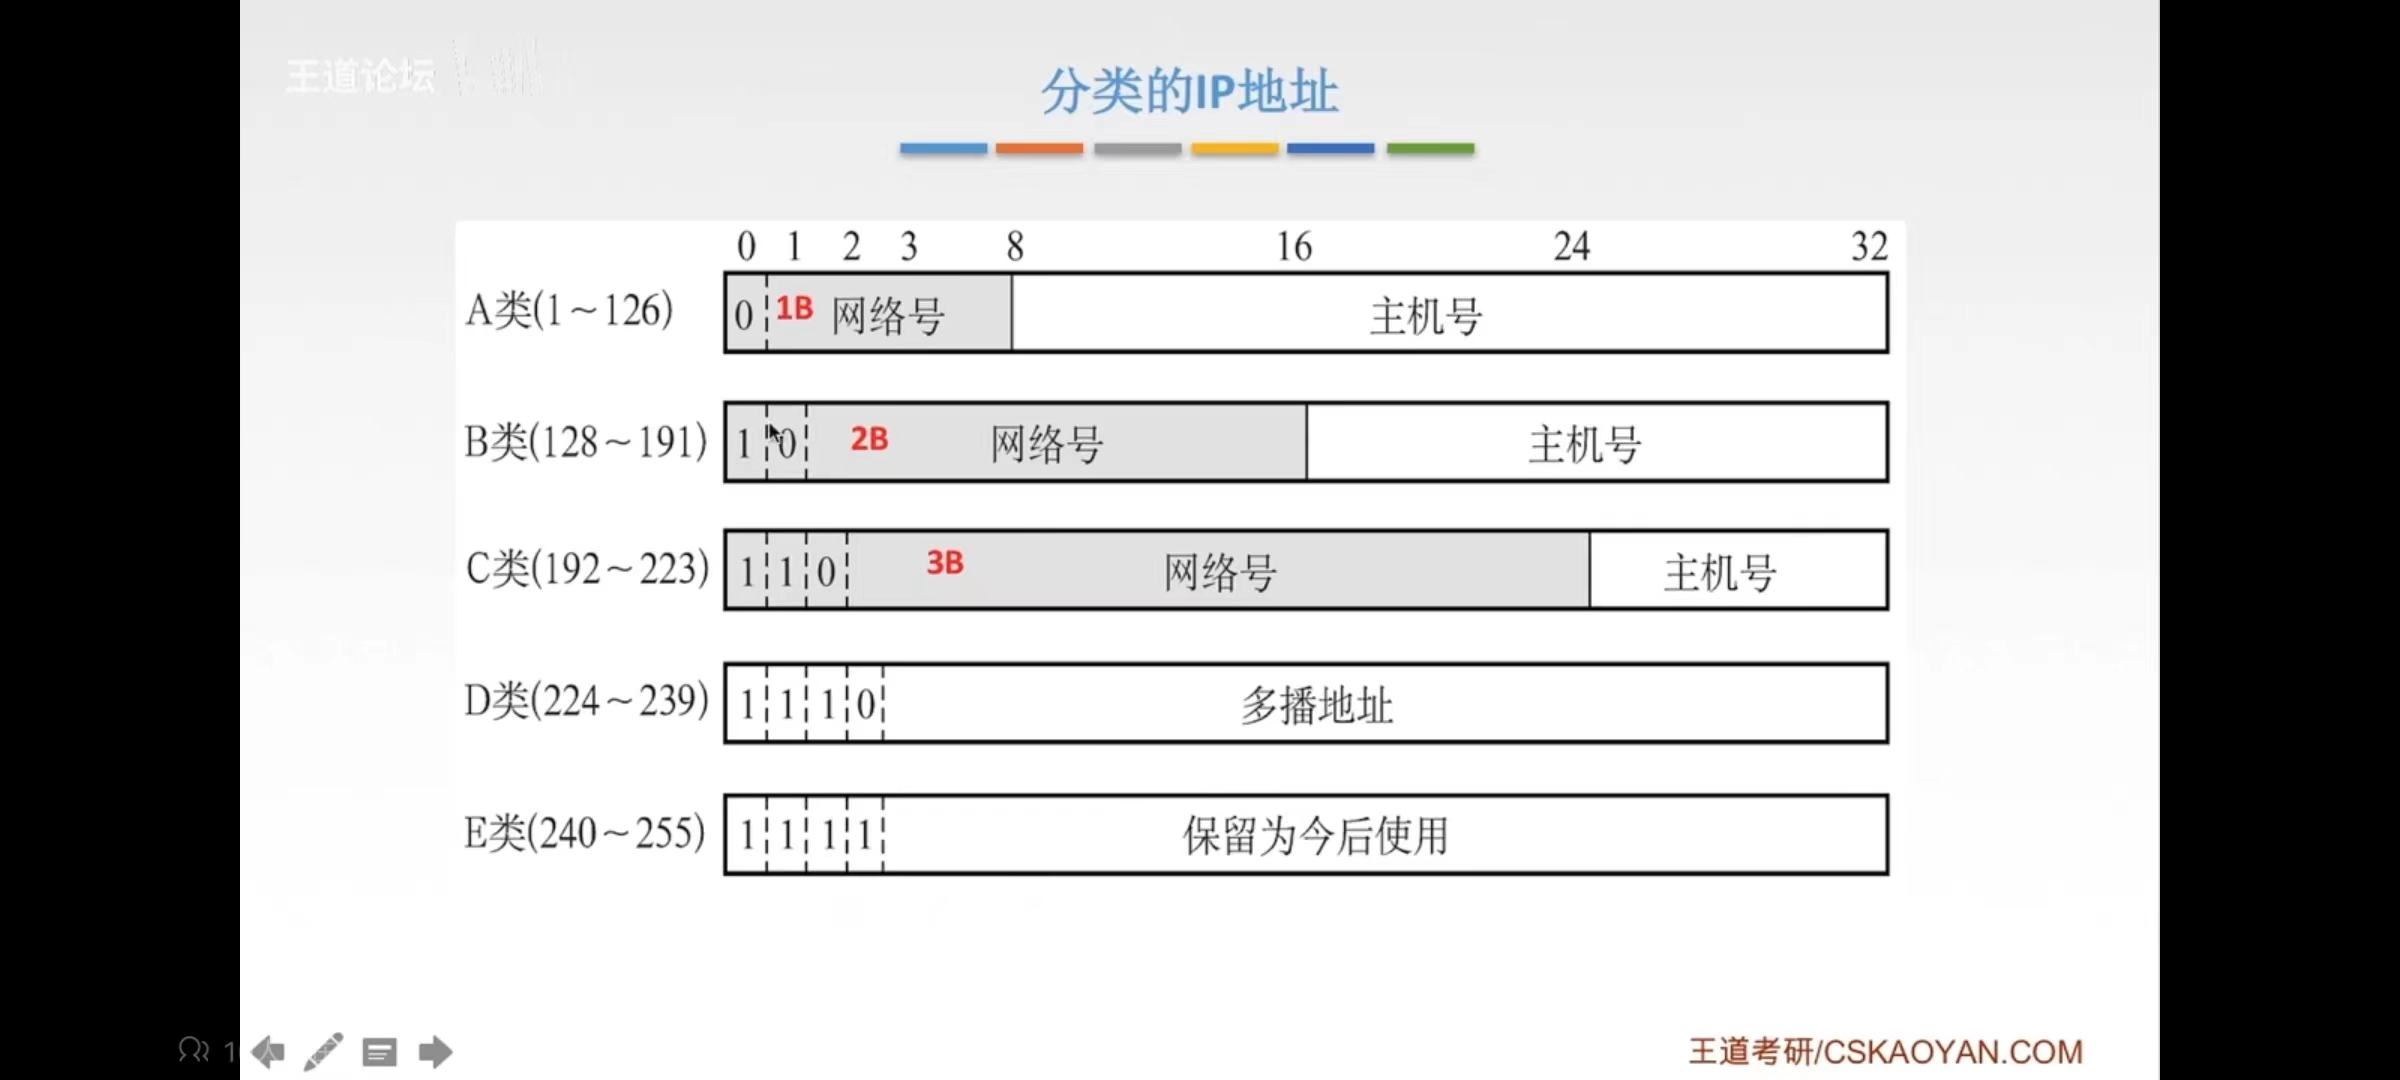 王道论坛
分类的IP地址
0 1 2 3 8 16 24 32
A类(1～126) 0 1B 网络号 主机号
B类(128～191) 1 0 2B 网络号 主机号
C类(192～223) 1 1 0 3B 网络号 主机号
D类(224～239) 1 1 1 0 多播地址
E类(240～255) 1 1 1 1 保留为今后使用
王道考研/CSKAOYAN.COM